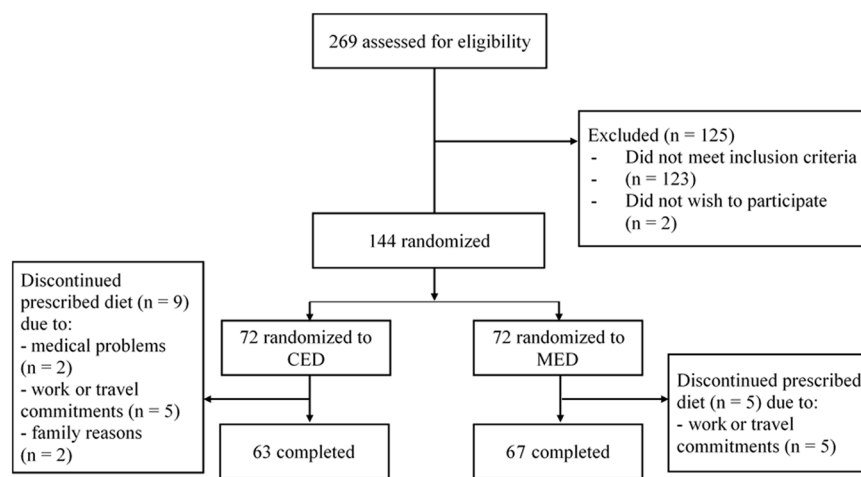 269 assessed for eligibility
Excluded (n = 125)
- Did not meet inclusion criteria
- (n = 123)
- Did not wish to participate
(n = 2)
144 randomized
Discontinued
prescribed diet (n = 9)
due to:
- medical problems
(n = 2)
- work or travel
commitments (n = 5)
- family reasons
(n = 2)
72 randomized to
CED
72 randomized to
MED
Discontinued prescribed
diet (n = 5) due to:
- work or travel
commitments (n = 5)
63 completed
67 completed